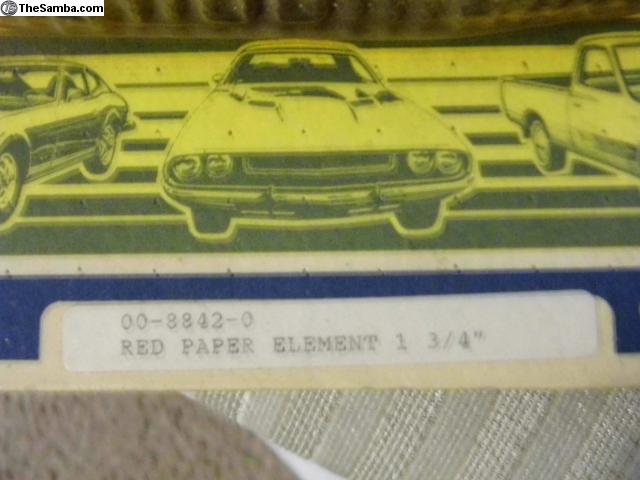 TheSamba.com
00-8842-0
RED PAPER ELEMENT 1 3/4"